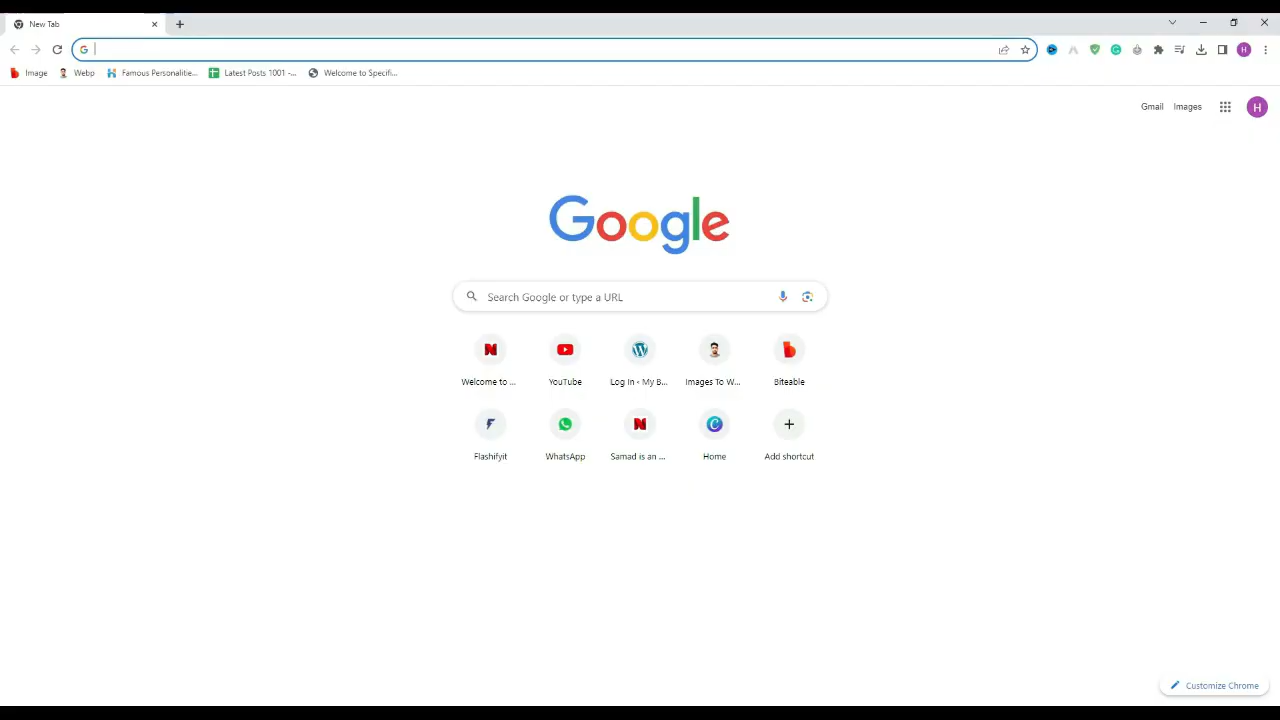 New Tab
Image Webp Famous Personalitie... Latest Posts 1001 -... Welcome to Specifi...
Gmail Images H
Google
Search Google or type a URL
Welcome to ... YouTube Log In ‹ My B... Images To W... Biteable
Flashifyit WhatsApp Samad is an ... Home Add shortcut
Customize Chrome